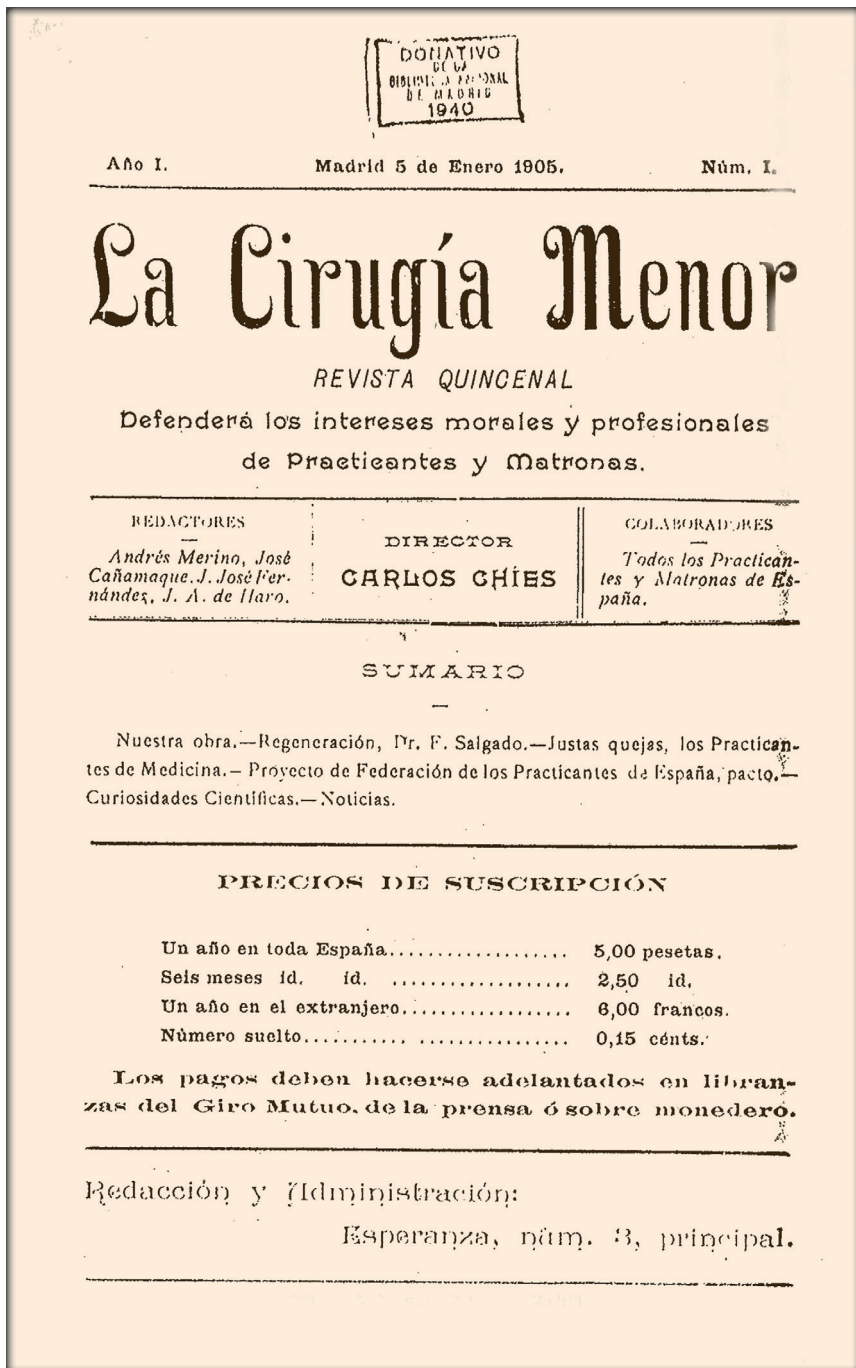 DONATIVO
DE LA
BIBLIOTECA NACIONAL
DE MADRID
1940
Año I.
Madrid 5 de Enero 1905.
Núm. I.
La Cirugía Menor
REVISTA QUINCENAL
Defenderá los intereses morales y profesionales
de Practicantes y Matronas.
REDACTORES
Andrés Merino, José
Cañamaque, J. José Fer-
nández, J. A. de Haro.
DIRECTOR
CARLOS CHÍES
COLABORADORES
Todos los Practican-
tes y Matronas de Es-
paña.
SUMARIO
Nuestra obra.—Regeneración, Dr. F. Salgado.—Justas quejas, los Practican-
tes de Medicina.—Proyecto de Federación de los Practicantes de España, pacto.—
Curiosidades Científicas.—Noticias.
PRECIOS DE SUSCRIPCIÓN
Un año en toda España................... 5,00 pesetas.
Seis meses id. id. ................... 2,50 id.
Un año en el extranjero.................. 6,00 francos.
Número suelto........... ................ 0,15 cénts.
Los pagos deben hacerse adelantados en libran-
zas del Giro Mutuo, de la prensa ó sobre monedero.
Redacción y Administración:
Esperanza, núm. 3, principal.